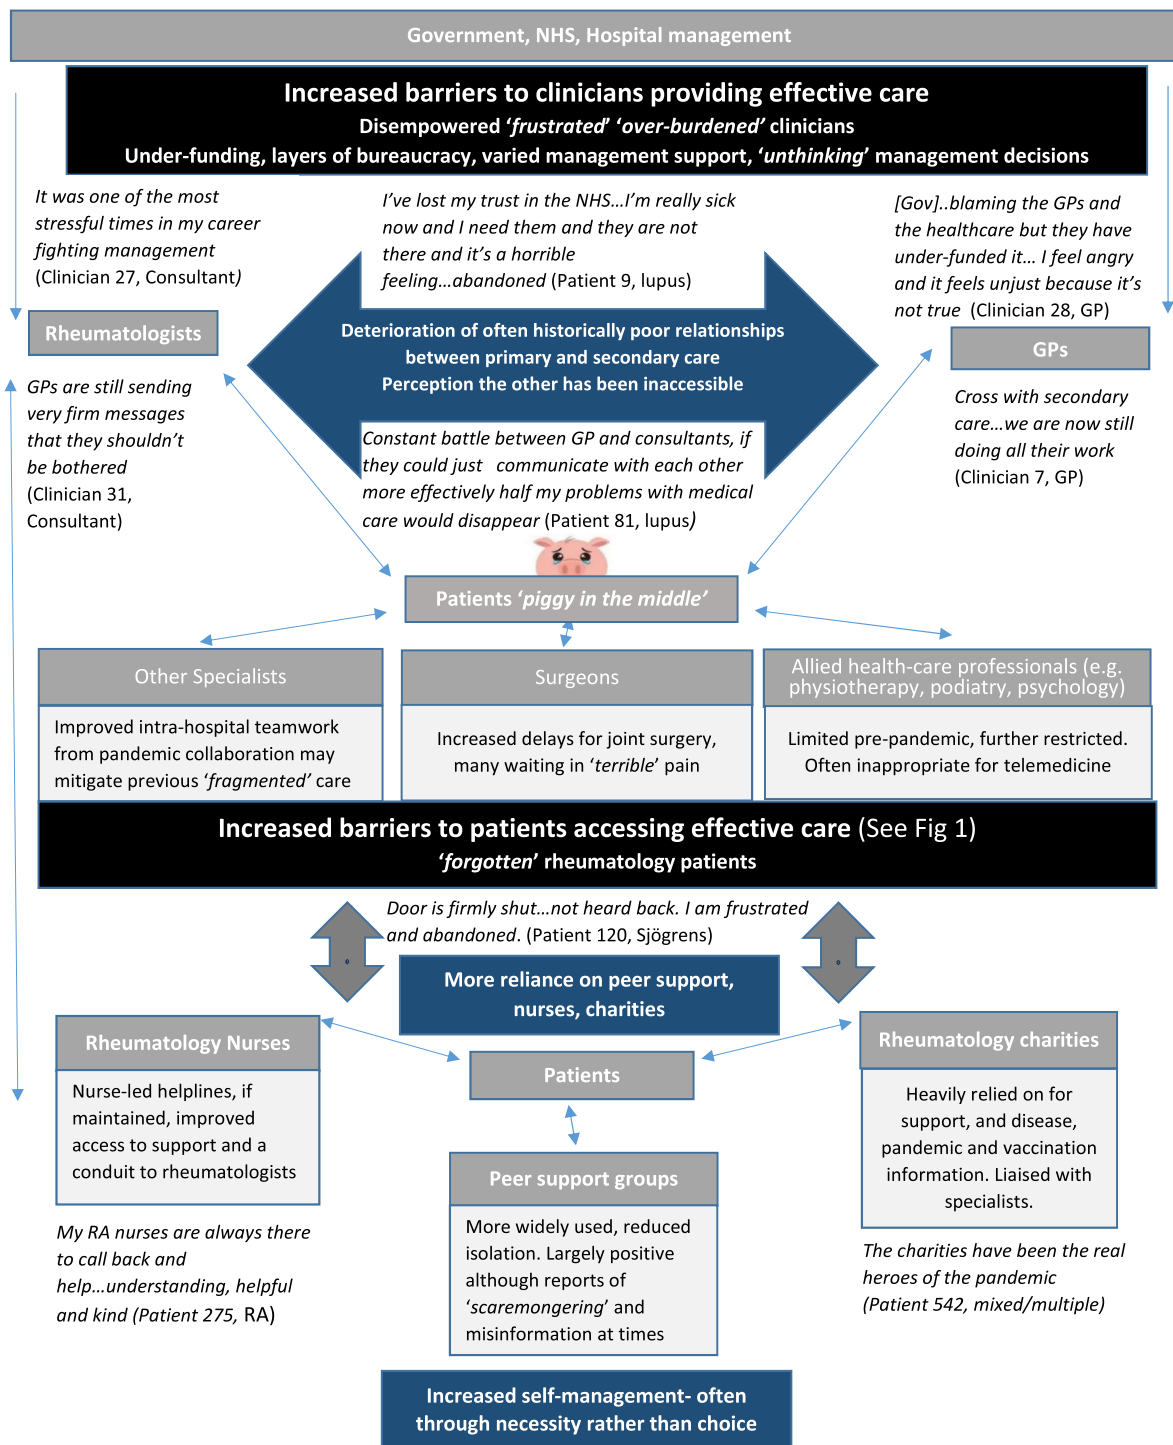 Government, NHS, Hospital management
Increased barriers to clinicians providing effective care
Disempowered ‘frustrated’ ‘over-burdened’ clinicians
Under-funding, layers of bureaucracy, varied management support, ‘unthinking’ management decisions
It was one of the most
stressful times in my career
fighting management
(Clinician 27, Consultant)
I’ve lost my trust in the NHS…I’m really sick
now and I need them and they are not
there and it’s a horrible
feeling…abandoned (Patient 9, lupus)
[Gov]..blaming the GPs and
the healthcare but they have
under-funded it… I feel angry
and it feels unjust because it’s
not true (Clinician 28, GP)
Rheumatologists
Deterioration of often historically poor relationships
between primary and secondary care
Perception the other has been inaccessible
GPs
GPs are still sending
very firm messages
that they shouldn’t
be bothered
(Clinician 31,
Consultant)
Constant battle between GP and consultants, if
they could just communicate with each other
more effectively half my problems with medical
care would disappear (Patient 81, lupus)
Cross with secondary
care…we are now still
doing all their work
(Clinician 7, GP)
Patients ‘piggy in the middle’
Other Specialists
Improved intra-hospital teamwork
from pandemic collaboration may
mitigate previous ‘fragmented’ care
Surgeons
Increased delays for joint surgery,
many waiting in ‘terrible’ pain
Allied health-care professionals (e.g.
physiotherapy, podiatry, psychology)
Limited pre-pandemic, further restricted.
Often inappropriate for telemedicine
Increased barriers to patients accessing effective care (See Fig 1)
‘forgotten’ rheumatology patients
Door is firmly shut…not heard back. I am frustrated
and abandoned. (Patient 120, Sjögrens)
More reliance on peer support,
nurses, charities
Rheumatology Nurses
Nurse-led helplines, if
maintained, improved
access to support and a
conduit to rheumatologists
My RA nurses are always there
to call back and
help…understanding, helpful
and kind (Patient 275, RA)
Patients
Peer support groups
More widely used, reduced
isolation. Largely positive
although reports of
‘scaremongering’ and
misinformation at times
Rheumatology charities
Heavily relied on for
support, and disease,
pandemic and vaccination
information. Liaised with
specialists.
The charities have been the real
heroes of the pandemic
(Patient 542, mixed/multiple)
Increased self-management- often
through necessity rather than choice